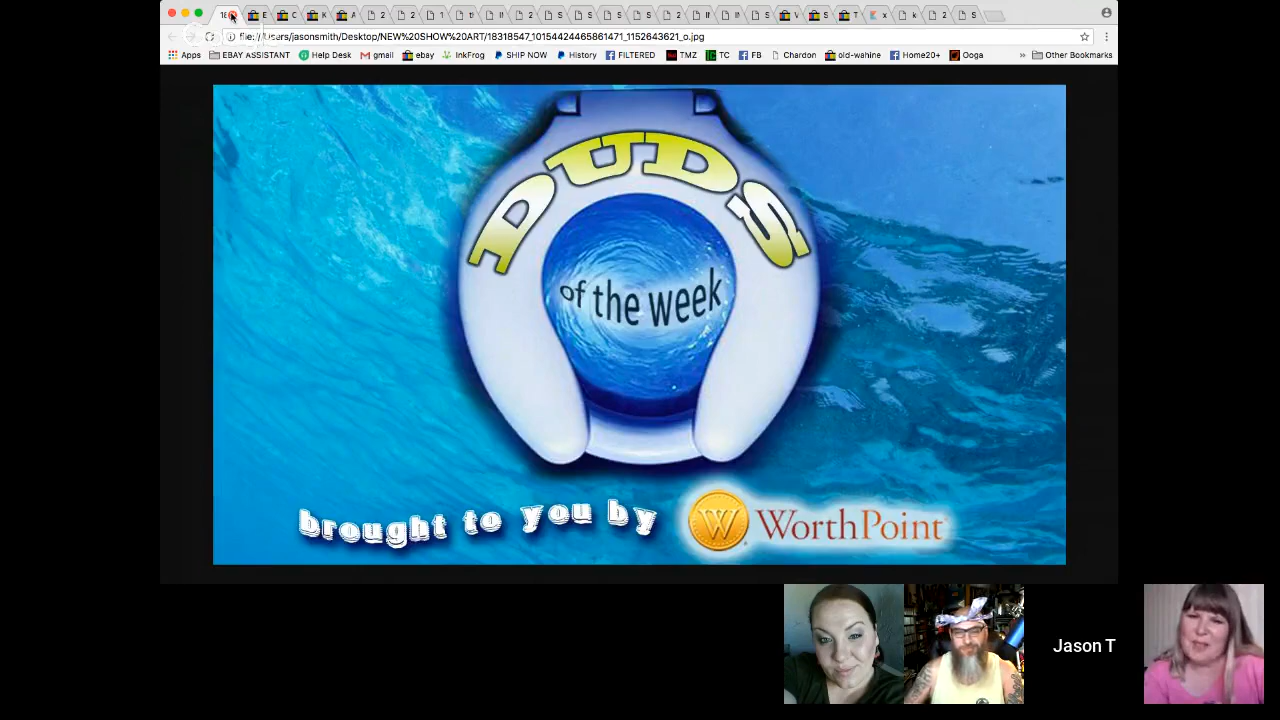 file:///Users/jasonsmith/Desktop/NEW%20SHOW%20ART/18318547_10154424465861471_1152643621_o.jpg
Apps EBAY ASSISTANT Help Desk gmail ebay InkFrog SHIP NOW History FILTERED TMZ TC FB Chardon old-wahine Home20+ Ooga » Other Bookmarks
DUDS
of the week
brought to you by W WorthPoint
Jason T